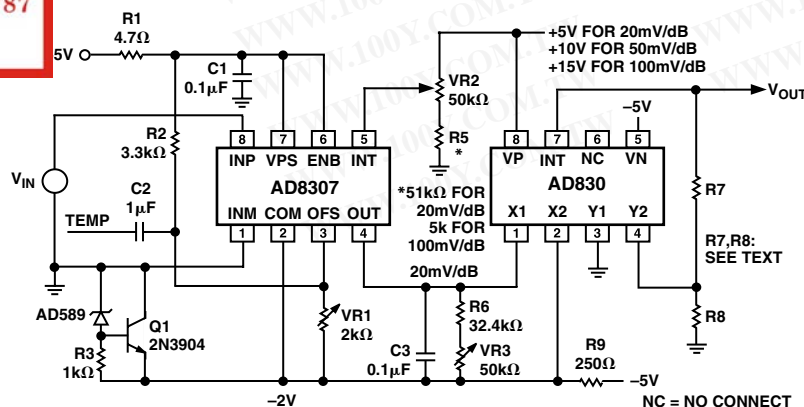 87
R1
4.7Ω
5V
C1
0.1μF
R2
3.3kΩ
C2
1μF
VIN
TEMP
8 7 6 5
INP VPS ENB INT
AD8307
INM COM OFS OUT
1 2 3 4
VR2
50kΩ
R5
*
*51kΩ FOR
20mV/dB
5k FOR
100mV/dB
+5V FOR 20mV/dB
+10V FOR 50mV/dB
+15V FOR 100mV/dB
VOUT
–5V
8 7 6 5
VP INT NC VN
AD830
X1 X2 Y1 Y2
1 2 3 4
R7
R7,R8:
SEE TEXT
R8
20mV/dB
AD589
Q1
2N3904
R3
1kΩ
VR1
2kΩ
C3
0.1μF
R6
32.4kΩ
VR3
50kΩ
R9
250Ω
–5V
–2V
NC = NO CONNECT
WWW.100Y.COM.TW